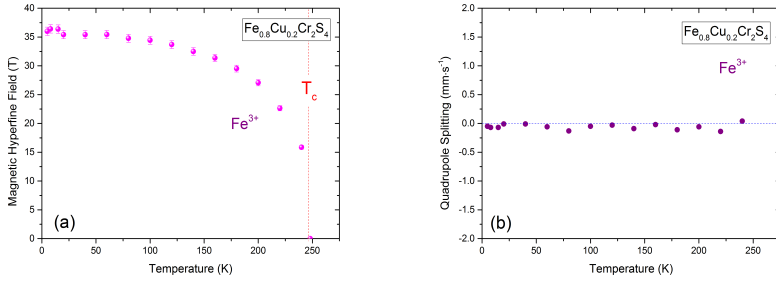 Fe0.8Cu0.2Cr2S4
Magnetic Hyperfine Field (T)
40
35
30
25
20
15
10
5
0
Tc
Fe3+
(a)
0
50
100
150
200
250
Temperature (K)
Fe0.8Cu0.2Cr2S4
Fe3+
Quadrupole Splitting (mm·s-1)
2.0
1.5
1.0
0.5
0.0
-0.5
-1.0
-1.5
-2.0
(b)
0
50
100
150
200
250
Temperature (K)